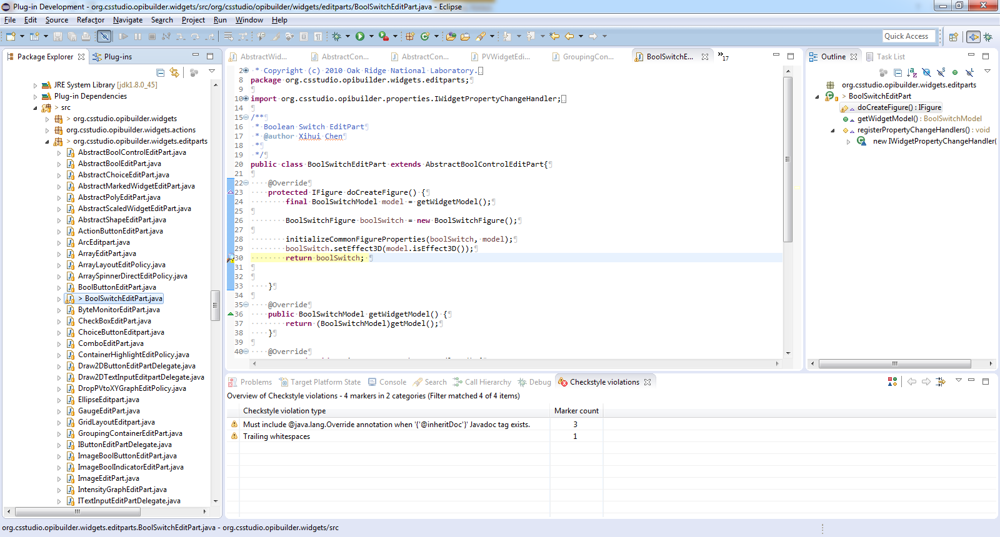 Plug-in Development - org.csstudio.opibuilder.widgets/src/org/csstudio/opibuilder/widgets/editparts/BoolSwitchEditPart.java - Eclipse
File Edit Source Refactor Navigate Search Project Run Window Help
Quick Access
Package Explorer
Plug-ins
JRE System Library [jdk1.8.0_45]
Plug-in Dependencies
> src
> org.csstudio.opibuilder.widgets
org.csstudio.opibuilder.widgets.actions
> org.csstudio.opibuilder.widgets.editparts
AbstractBoolControlEditPart.java
AbstractBoolEditPart.java
AbstractChoiceEditPart.java
AbstractMarkedWidgetEditPart.java
AbstractPolyEditPart.java
AbstractScaledWidgetEditPart.java
AbstractShapeEditPart.java
ActionButtonEditPart.java
ArcEditpart.java
ArrayEditPart.java
ArrayLayoutEditPolicy.java
ArraySpinnerDirectEditPolicy.java
BoolButtonEditPart.java
> BoolSwitchEditPart.java
ByteMonitorEditPart.java
CheckBoxEditPart.java
ChoiceButtonEditpart.java
ComboEditPart.java
ContainerHighlightEditPolicy.java
Draw2DButtonEditPartDelegate.java
Draw2DTextInputEditpartDelegate.java
DropPVtoXYGraphEditPolicy.java
EllipseEditpart.java
GaugeEditPart.java
GridLayoutEditpart.java
GroupingContainerEditPart.java
IButtonEditPartDelegate.java
ImageBoolButtonEditPart.java
ImageBoolIndicatorEditPart.java
ImageEditPart.java
IntensityGraphEditPart.java
ITextInputEditPartDelegate.java
AbstractWid...
AbstractCon...
AbstractCon...
PVWidgetEdi...
GroupingCon...
BoolSwitchE...
»17
2 * Copyright (c) 2010 Oak Ridge National Laboratory.
8 package org.csstudio.opibuilder.widgets.editparts;¶
9 ¶
10 import org.csstudio.opibuilder.properties.IWidgetPropertyChangeHandler;
14 ¶
15 /**¶
16 * Boolean Switch EditPart¶
17 * @author Xihui Chen¶
18 *¶
19 */¶
20 public class BoolSwitchEditPart extends AbstractBoolControlEditPart{¶
21 ¶
22 @Override¶
23 protected IFigure doCreateFigure() {¶
24 final BoolSwitchModel model = getWidgetModel();¶
25 ¶
26 BoolSwitchFigure boolSwitch = new BoolSwitchFigure();¶
27 ¶
28 initializeCommonFigureProperties(boolSwitch, model);¶
29 boolSwitch.setEffect3D(model.isEffect3D());¶
30 return boolSwitch; ¶
31 ¶
32 ¶
33 }¶
34 ¶
35 @Override¶
36 public BoolSwitchModel getWidgetModel() {¶
37 return (BoolSwitchModel)getModel();¶
38 }¶
39 ¶
40 @Override¶
Outline
Task List
org.csstudio.opibuilder.widgets.editparts
> BoolSwitchEditPart
doCreateFigure() : IFigure
getWidgetModel() : BoolSwitchModel
registerPropertyChangeHandlers() : void
new IWidgetPropertyChangeHandler(
Problems
Target Platform State
Console
Search
Call Hierarchy
Debug
Checkstyle violations
Overview of Checkstyle violations - 4 markers in 2 categories (Filter matched 4 of 4 items)
Checkstyle violation type Marker count
Must include @java.lang.Override annotation when '{'@inheritDoc'}' Javadoc tag exists. 3
Trailing whitespaces 1
org.csstudio.opibuilder.widgets.editparts.BoolSwitchEditPart.java - org.csstudio.opibuilder.widgets/src